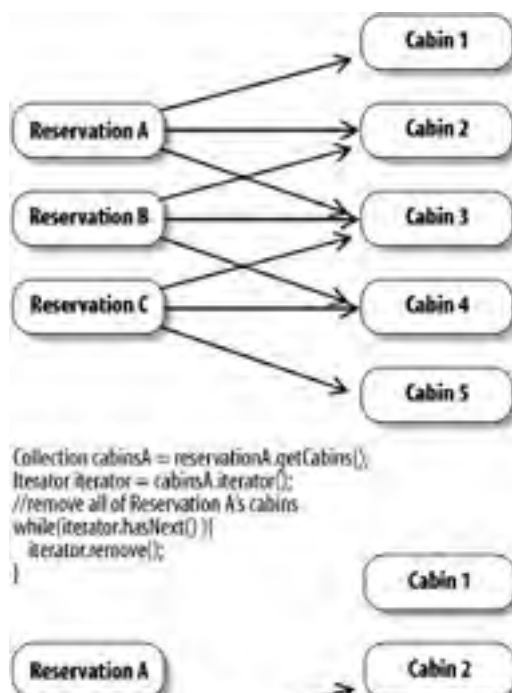 Cabin 1
Reservation A
Cabin 2
Reservation B
Cabin 3
Reservation C
Cabin 4
Cabin 5
Collection cabinsA = reservationA.getCabins();
Iterator iterator = cabinsA.iterator();
//remove all of Reservation A's cabins
while(iterator.hasNext() ){
iterator.remove();
}
Cabin 1
Reservation A
Cabin 2